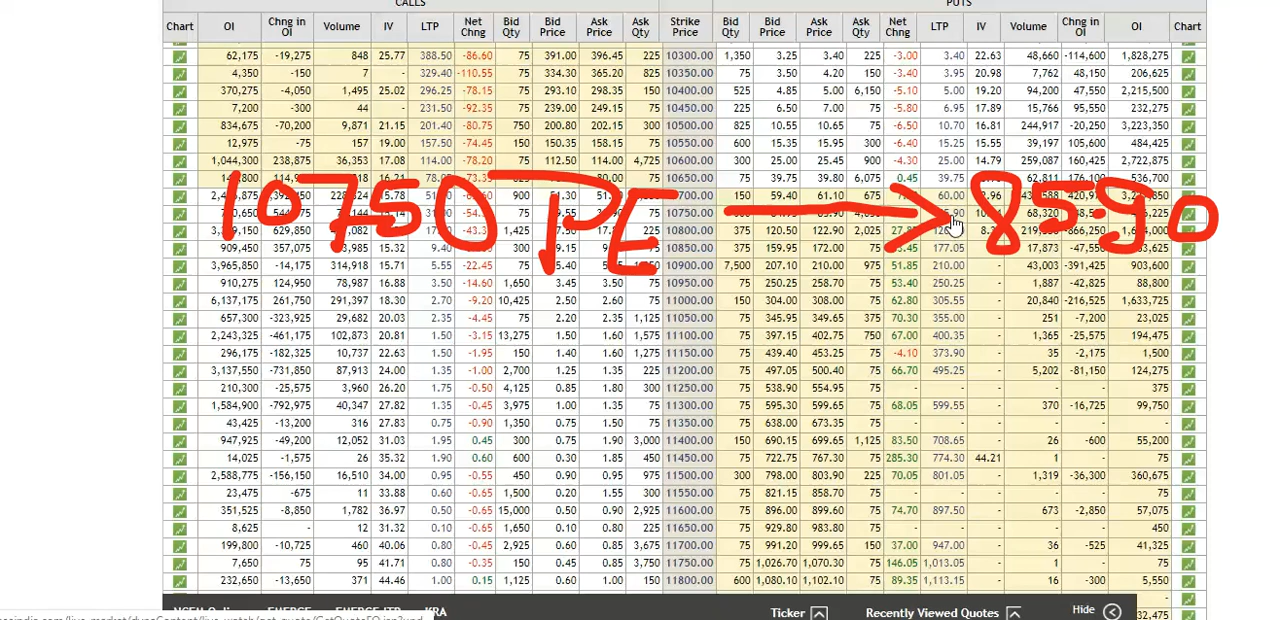 CALLS PUTS
Chart OI Chng in OI Volume IV LTP Net Chng Bid Qty Bid Price Ask Price Ask Qty Strike Price Bid Qty Bid Price Ask Price Ask Qty Net Chng LTP IV Volume Chng in OI OI Chart
62,175 -19,275 848 25.77 388.50 -86.60 75 391.00 396.45 225 10300.00 1,350 3.25 3.40 225 -3.00 3.40 22.63 48,660 -114,600 1,828,275
4,350 -150 7 - 329.40 -110.55 75 334.30 365.20 825 10350.00 75 3.50 4.20 150 -3.40 3.95 20.98 7,762 48,150 206,625
370,275 -4,050 1,495 25.02 296.25 -78.15 75 293.10 298.35 150 10400.00 525 4.85 5.00 6,150 -5.10 5.00 19.20 94,200 47,550 2,215,500
7,200 -300 44 - 231.50 -92.35 75 239.00 249.15 75 10450.00 225 6.50 7.00 75 -5.80 6.95 17.89 15,766 95,550 232,275
834,675 -70,200 9,871 21.15 201.40 -80.75 750 200.80 202.15 300 10500.00 825 10.55 10.65 75 -6.50 10.70 16.81 244,917 -20,250 3,223,350
12,975 -75 157 19.00 157.50 -74.45 150 150.35 158.15 75 10550.00 600 15.35 15.95 300 -6.40 15.25 15.55 39,197 105,600 484,425
1,044,300 238,875 36,353 17.08 114.00 -78.20 75 112.50 114.00 4,725 10600.00 300 25.00 25.45 900 -4.30 25.00 14.79 259,087 160,425 2,722,875
16.21 -73.35 80.00 75 10650.00 75 39.75 39.80 6,075 0.45 39.75 62,811 176,100 536,700
10750 PE → 85.90
900 51.30 150 59.40 61.10 675 60.00
10750.00 68,320
629,850 1,425 10800.00 375 120.50 122.90 2,025
909,450 357,075 15.32 9.40 10850.00 375 159.95 172.00 75 177.05 - 17,873
3,965,850 -14,175 314,918 15.71 5.55 -22.45 75 10900.00 7,500 207.10 210.00 975 51.85 210.00 - 43,003 -391,425 903,600
910,275 124,950 78,987 16.88 3.50 -14.60 1,650 3.45 3.50 75 10950.00 75 250.25 258.70 75 53.40 250.25 - 1,887 -42,825 88,800
6,137,175 261,750 291,397 18.30 2.70 -9.20 10,425 2.50 2.60 75 11000.00 150 304.00 308.00 75 62.80 305.55 - 20,840 -216,525 1,633,725
657,300 -323,925 29,682 20.03 2.35 -4.45 75 2.20 2.35 1,125 11050.00 75 345.95 349.65 375 70.30 355.00 - 251 -7,200 23,025
2,243,325 -461,175 102,873 20.81 1.50 -3.15 13,275 1.50 1.60 1,575 11100.00 75 397.15 402.75 750 67.00 400.35 - 1,365 -25,575 194,475
296,175 -182,325 10,737 22.63 1.50 -1.95 150 1.40 1.60 1,275 11150.00 75 439.40 453.25 75 -4.10 373.90 - 35 -2,175 1,500
3,137,550 -731,850 87,913 24.00 1.35 -1.00 2,700 1.25 1.35 225 11200.00 75 497.05 500.40 75 66.70 495.25 - 5,202 -81,150 124,275
210,300 -25,575 3,960 26.20 1.75 -0.50 4,125 0.85 1.80 300 11250.00 75 538.90 554.95 75 - - - - - 375
1,584,900 -792,975 40,347 27.82 1.35 -0.45 3,975 1.00 1.35 75 11300.00 75 595.30 599.65 75 68.05 599.55 - 370 -16,725 99,750
43,425 -13,200 316 27.83 0.75 -0.90 1,350 0.75 1.50 75 11350.00 75 638.00 673.35 75 - - - - - -
947,925 -49,200 12,052 31.03 1.95 0.45 300 0.75 1.90 3,000 11400.00 150 690.15 699.65 1,125 83.50 708.65 - 26 -600 55,200
14,025 -1,575 26 35.32 1.90 0.60 600 0.30 1.85 450 11450.00 75 722.75 767.30 75 285.30 774.30 44.21 1 - 75
2,588,775 -156,150 16,510 34.00 0.95 -0.55 450 0.90 0.95 975 11500.00 300 798.00 803.90 225 70.05 801.05 - 1,319 -36,300 360,675
23,475 -675 11 33.88 0.60 -0.65 1,500 0.20 1.55 300 11550.00 75 821.15 858.70 75 - - - - - 75
351,525 -8,850 1,782 36.97 0.50 -0.65 15,000 0.50 0.90 2,925 11600.00 75 896.00 899.60 75 74.70 897.50 - 673 -2,850 57,075
8,625 - 12 31.32 0.10 -0.65 1,650 0.10 0.80 225 11650.00 75 929.80 983.80 75 - - - - - 450
199,800 -10,725 460 40.06 0.80 -0.45 2,925 0.60 0.85 3,675 11700.00 75 991.20 999.65 150 37.00 947.00 - 36 -525 41,325
7,650 75 95 41.71 0.80 -0.35 150 0.45 0.85 3,750 11750.00 75 1,026.70 1,070.30 75 146.05 1,013.05 - 1 - 75
232,650 -13,650 371 44.46 1.00 0.15 1,125 0.60 1.00 150 11800.00 600 1,080.10 1,102.10 75 89.35 1,113.15 - 16 -300 5,550
Ticker Recently Viewed Quotes Hide